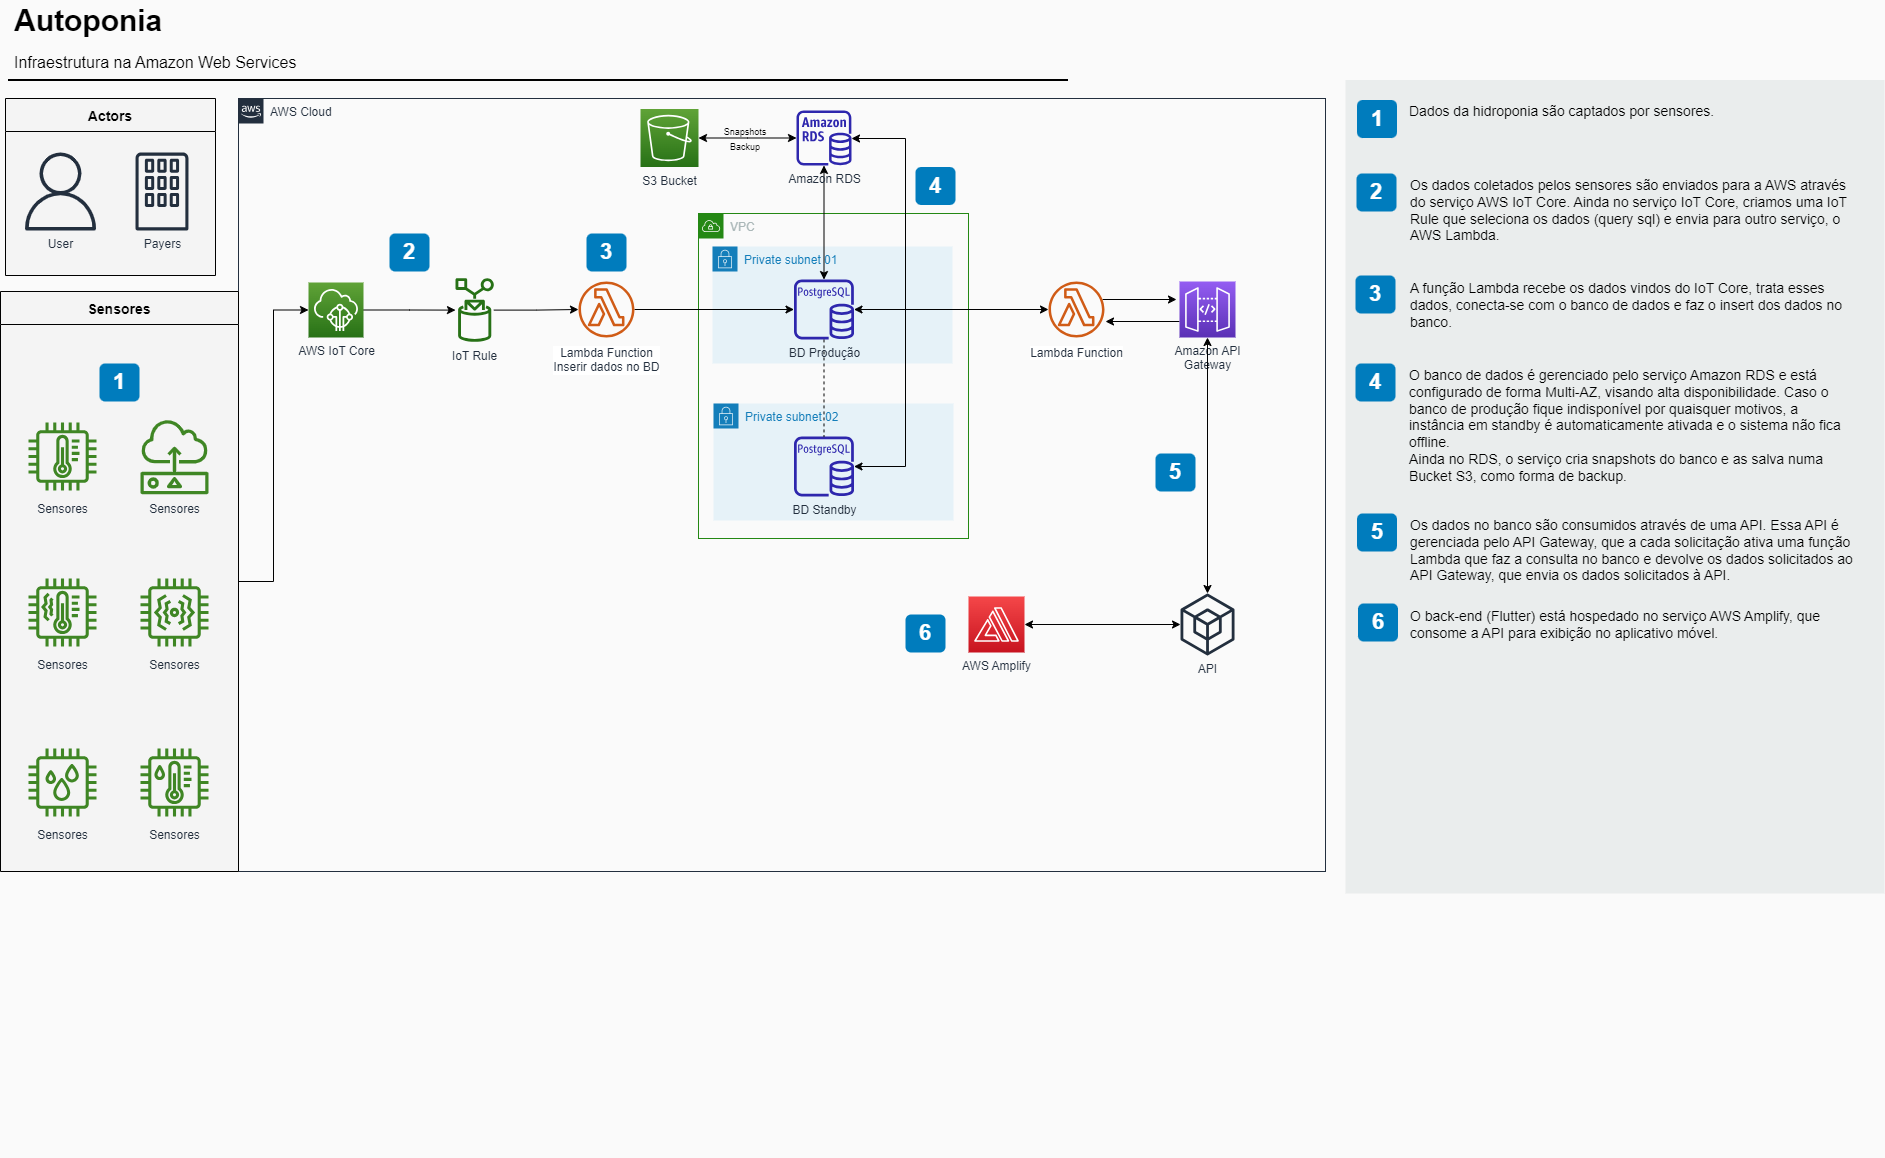 Autoponia
Infraestrutura na Amazon Web Services
Actors
User
Payers
Sensores
1
Sensores
Sensores
Sensores
Sensores
Sensores
Sensores
aws
AWS Cloud
S3 Bucket
Snapshots
Backup
Amazon
RDS
Amazon RDS
4
VPC
Private subnet 01
PostgreSQL
BD Produção
Private subnet 02
PostgreSQL
BD Standby
2
AWS IoT Core
IoT Rule
3
Lambda Function
Inserir dados no BD
Lambda Function
Amazon API
Gateway
5
6
AWS Amplify
API
1
Dados da hidroponia são captados por sensores.
2
Os dados coletados pelos sensores são enviados para a AWS através
do serviço AWS IoT Core. Ainda no serviço IoT Core, criamos uma IoT
Rule que seleciona os dados (query sql) e envia para outro serviço, o
AWS Lambda.
3
A função Lambda recebe os dados vindos do IoT Core, trata esses
dados, conecta-se com o banco de dados e faz o insert dos dados no
banco.
4
O banco de dados é gerenciado pelo serviço Amazon RDS e está
configurado de forma Multi-AZ, visando alta disponibilidade. Caso o
banco de produção fique indisponível por quaisquer motivos, a
instância em standby é automaticamente ativada e o sistema não fica
offline.
Ainda no RDS, o serviço cria snapshots do banco e as salva numa
Bucket S3, como forma de backup.
5
Os dados no banco são consumidos através de uma API. Essa API é
gerenciada pelo API Gateway, que a cada solicitação ativa uma função
Lambda que faz a consulta no banco e devolve os dados solicitados ao
API Gateway, que envia os dados solicitados à API.
6
O back-end (Flutter) está hospedado no serviço AWS Amplify, que
consome a API para exibição no aplicativo móvel.